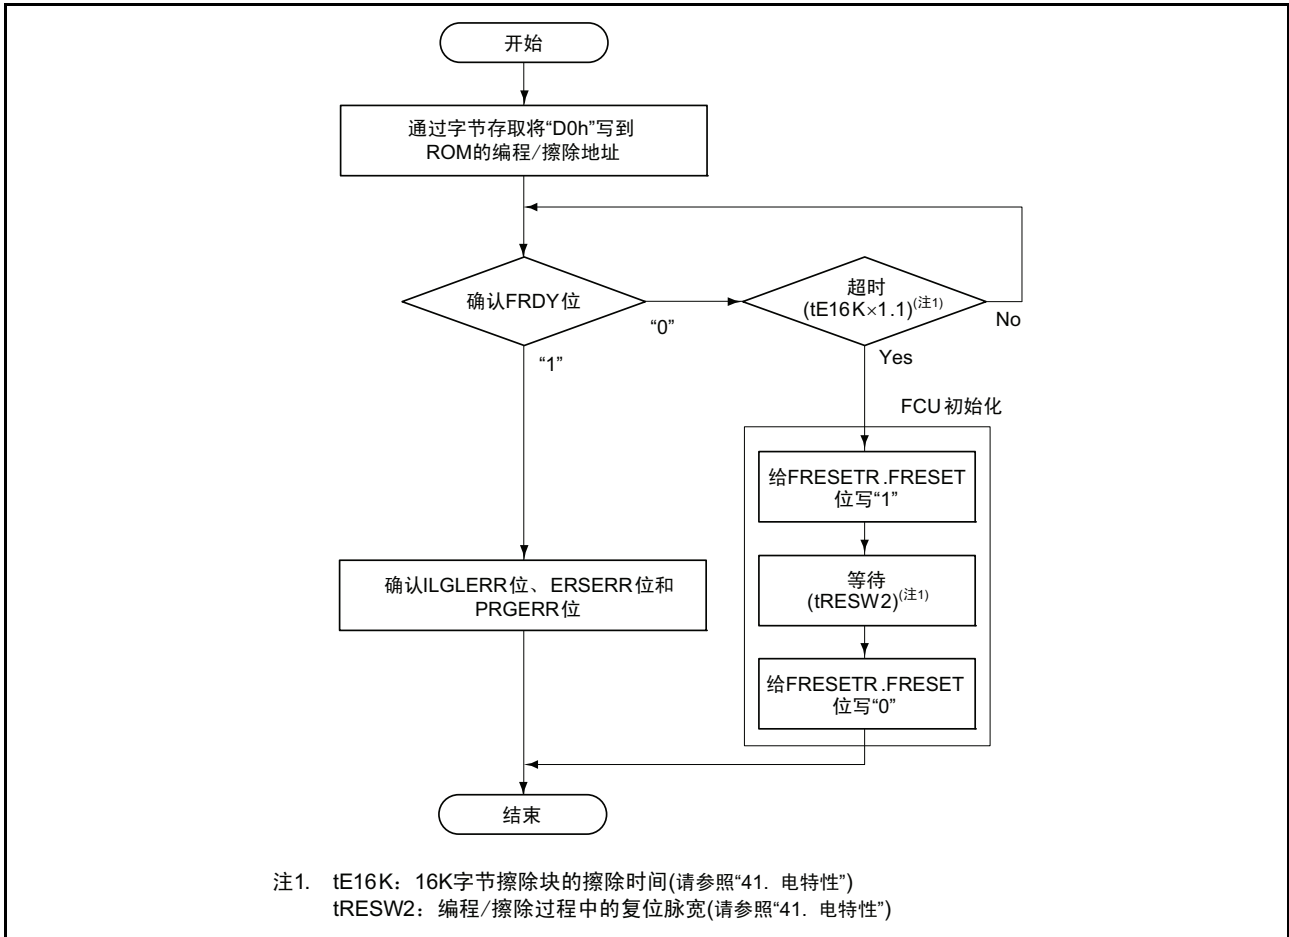 开始
通过字节存取将“D0h”写到
ROM的编程/擦除地址
确认FRDY位
“0”
“1”
超时
(tE16K×1.1)(注1)
No
Yes
FCU初始化
给FRESETR.FRESET
位写“1”
等待
(tRESW2)(注1)
给FRESETR.FRESET
位写“0”
确认ILGLERR位、ERSERR位和
PRGERR位
结束
注1. tE16K：16K字节擦除块的擦除时间(请参照“41. 电特性”)
tRESW2：编程/擦除过程中的复位脉宽(请参照“41. 电特性”)